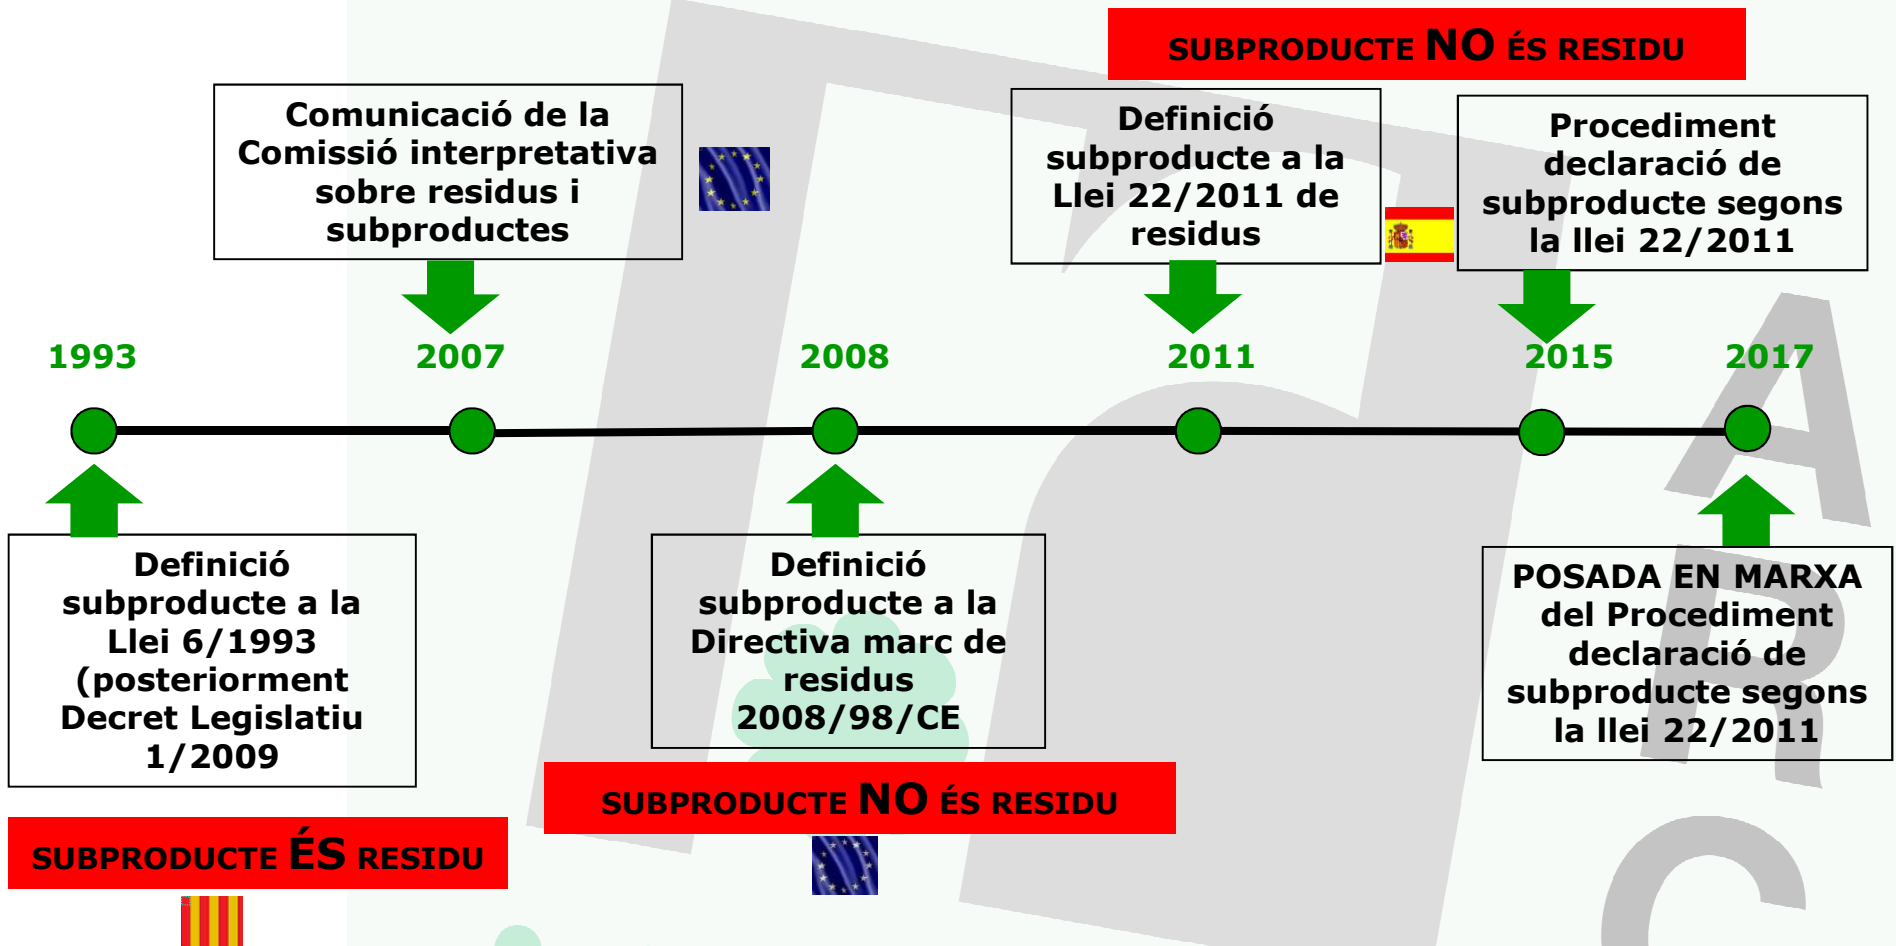 SUBPRODUCTE NO ÉS RESIDU
Comunicació de la
Comissió interpretativa
sobre residus i
subproductes
Definició
subproducte a la
Llei 22/2011 de
residus
Procediment
declaració de
subproducte segons
la llei 22/2011
1993
2007
2008
2011
2015
2017
Definició
subproducte a la
Llei 6/1993
(posteriorment
Decret Legislatiu
1/2009
SUBPRODUCTE ÉS RESIDU
Definició
subproducte a la
Directiva marc de
residus
2008/98/CE
SUBPRODUCTE NO ÉS RESIDU
POSADA EN MARXA
del Procediment
declaració de
subproducte segons
la llei 22/2011
A
R
C